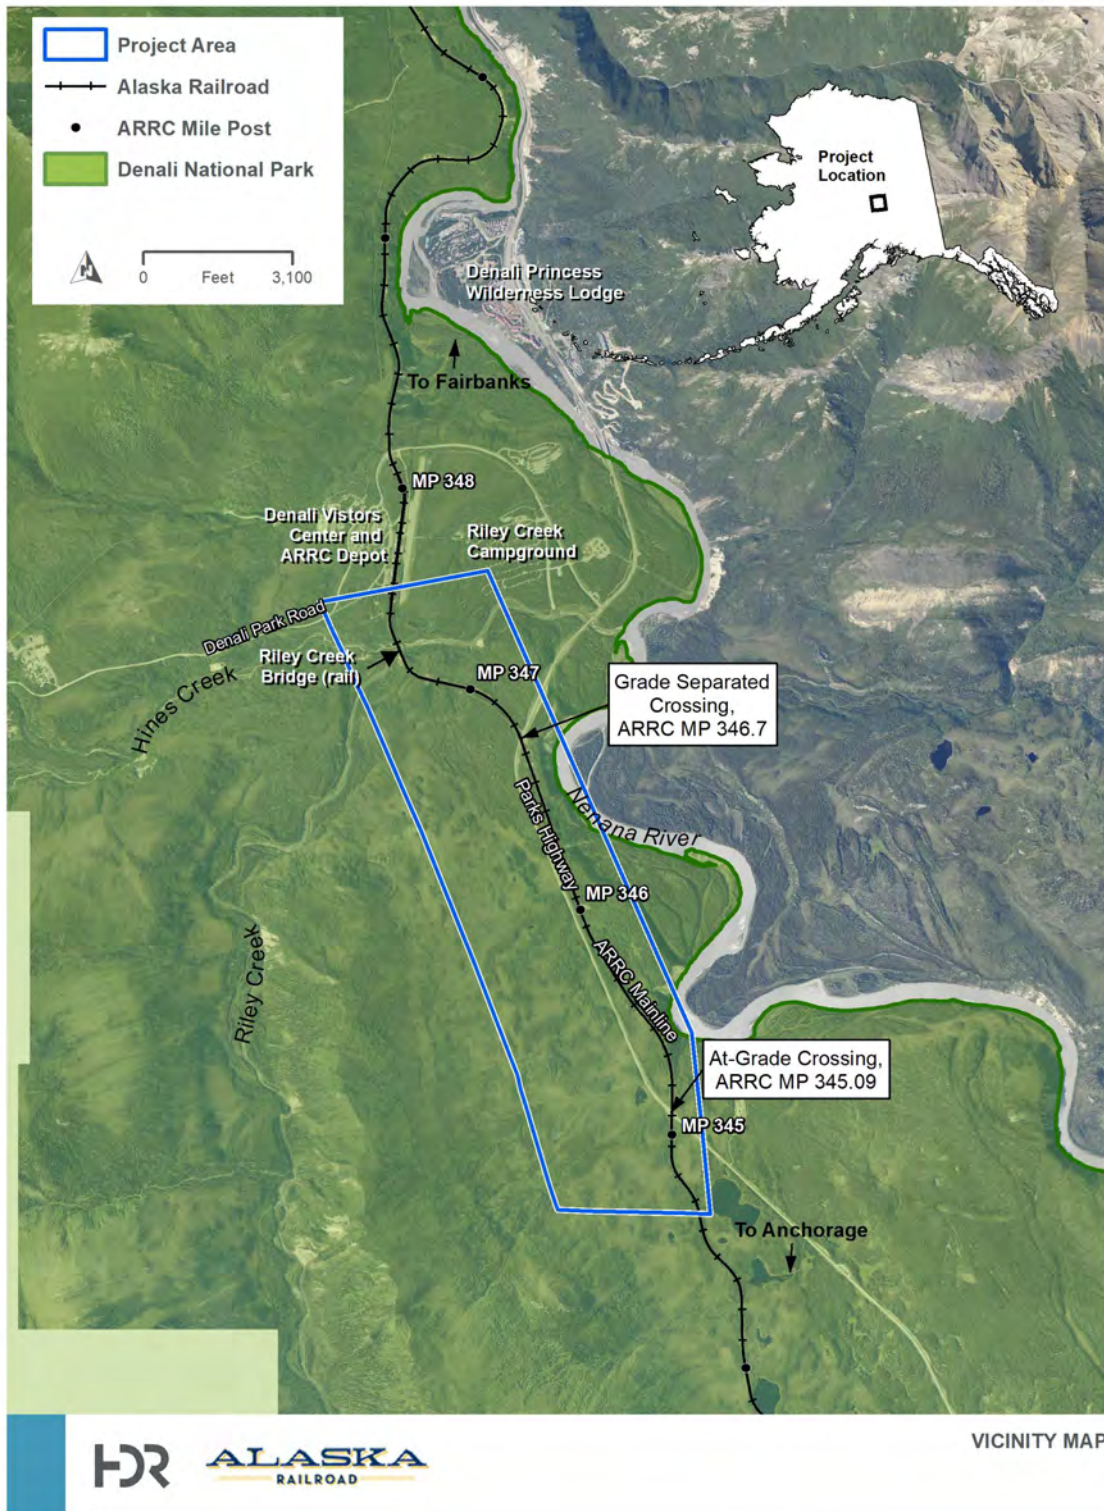 Project Area
Alaska Railroad
ARRC Mile Post
Denali National Park
N
0 Feet 3,100
Project
Location
Denali Princess
Wilderness Lodge
To Fairbanks
MP 348
Denali Vistors
Center and
ARRC Depot
Riley Creek
Campground
Denali Park Road
Riley Creek
Bridge (rail)
Hines Creek
MP 347
Grade Separated
Crossing,
ARRC MP 346.7
Nenana River
Parks Highway
MP 346
ARRC Mainline
Riley Creek
At-Grade Crossing,
ARRC MP 345.09
MP 345
To Anchorage
HDR
ALASKA
RAILROAD
VICINITY MAP